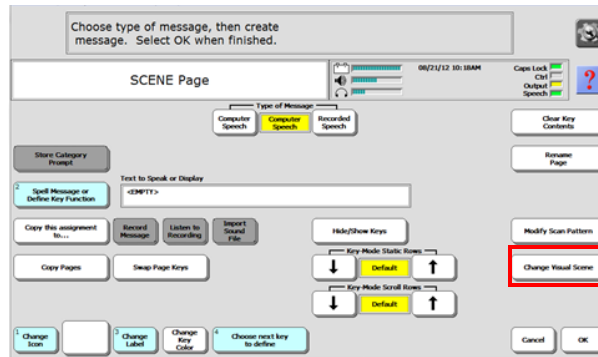 Choose type of message, then create
message. Select OK when finished.
SCENE Page
08/21/12 10:18AM
Caps Lock
Ctrl
Output
Speech
?
Type of Message
Computer
Speech
Computer
Speech
Recorded
Speech
Clear Key
Contents
Store Category
Prompt
Rename
Page
Text to Speak or Display
2
Spell Message or
Define Key Function
<EMPTY>
Copy this assignment
to...
Record
Message
Listen to
Recording
Import
Sound
File
Hide/Show Keys
Modify Scan Pattern
Key-Mode Static Rows
Copy Pages
Swap Page Keys
Default
Change Visual Scene
Key-Mode Scroll Rows
Default
1
Change
Icon
3
Change
Label
Change
Key
Color
4
Choose next key
to define
Cancel
OK